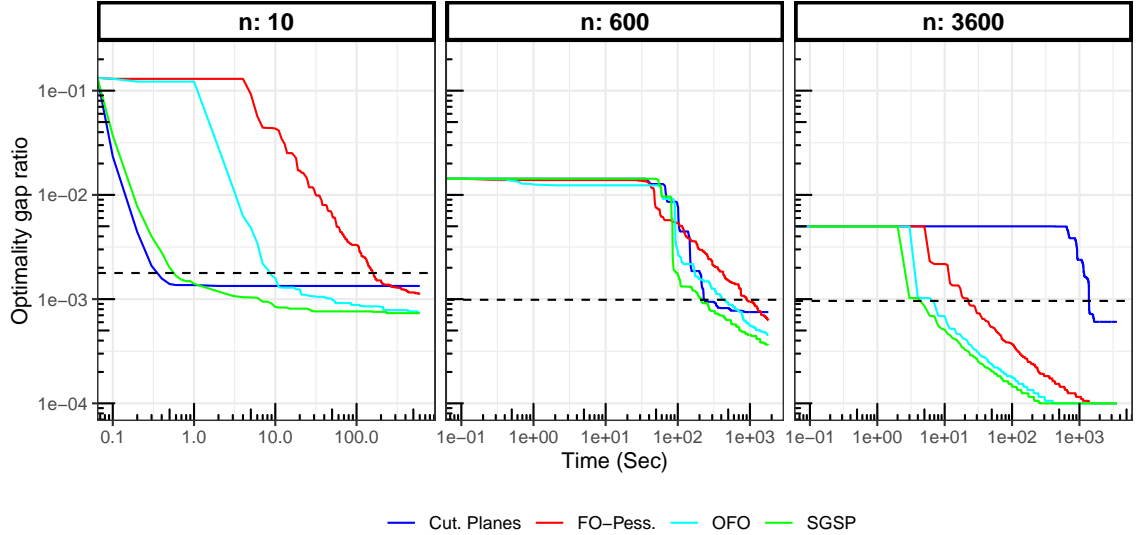 n: 10
n: 600
n: 3600
Optimality gap ratio
1e−01
1e−02
1e−03
1e−04
0.1 1.0 10.0 100.0
1e−01 1e+00 1e+01 1e+02 1e+03
1e−01 1e+00 1e+01 1e+02 1e+03
Time (Sec)
Cut. Planes FO−Pess. OFO SGSP